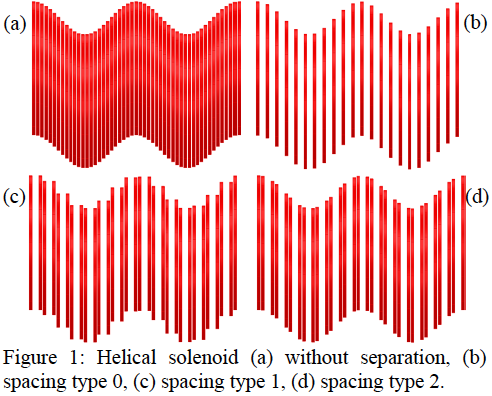 (a)
(b)
(c)
(d)
Figure 1: Helical solenoid (a) without separation, (b)
spacing type 0, (c) spacing type 1, (d) spacing type 2.